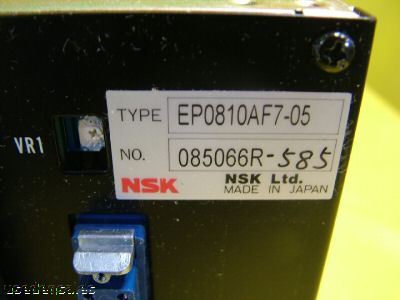 TYPE EP0810AF7-05
VR1
NO. 085066R-585
NSK NSK Ltd.
MADE IN JAPAN